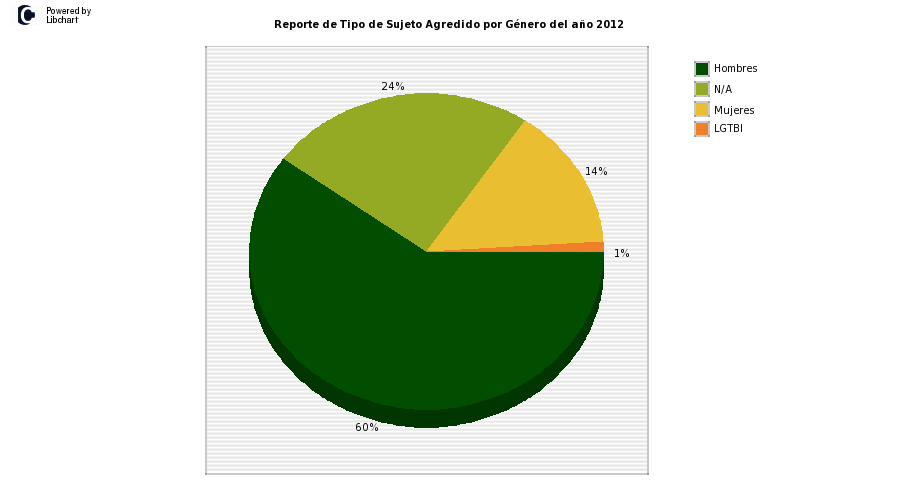 Powered by
Libchart
Reporte de Tipo de Sujeto Agredido por Género del año 2012
Hombres
N/A
Mujeres
LGTBI
24%
14%
1%
60%